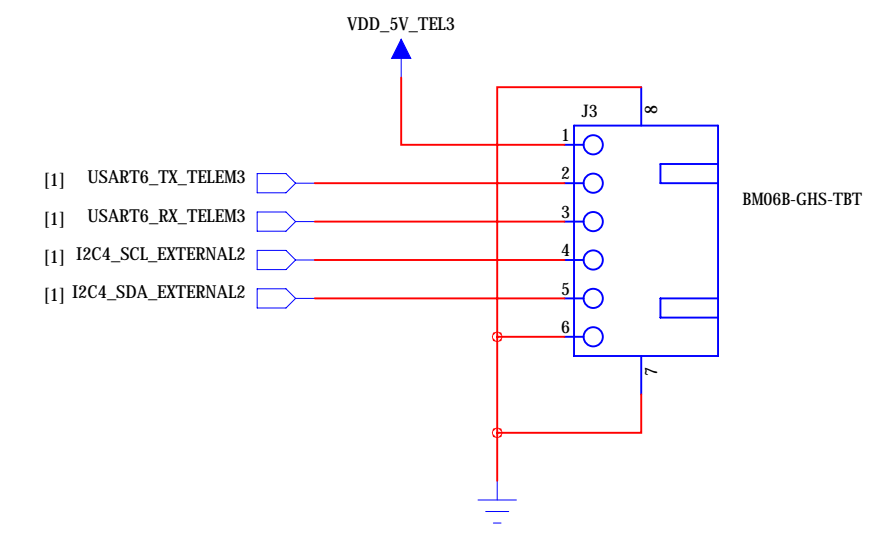 VDD_5V_TEL3
J3
8
1
[1] USART6_TX_TELEM3 2
BM06B-GHS-TBT
[1] USART6_RX_TELEM3 3
[1] I2C4_SCL_EXTERNAL2 4
[1] I2C4_SDA_EXTERNAL2 5
6
7